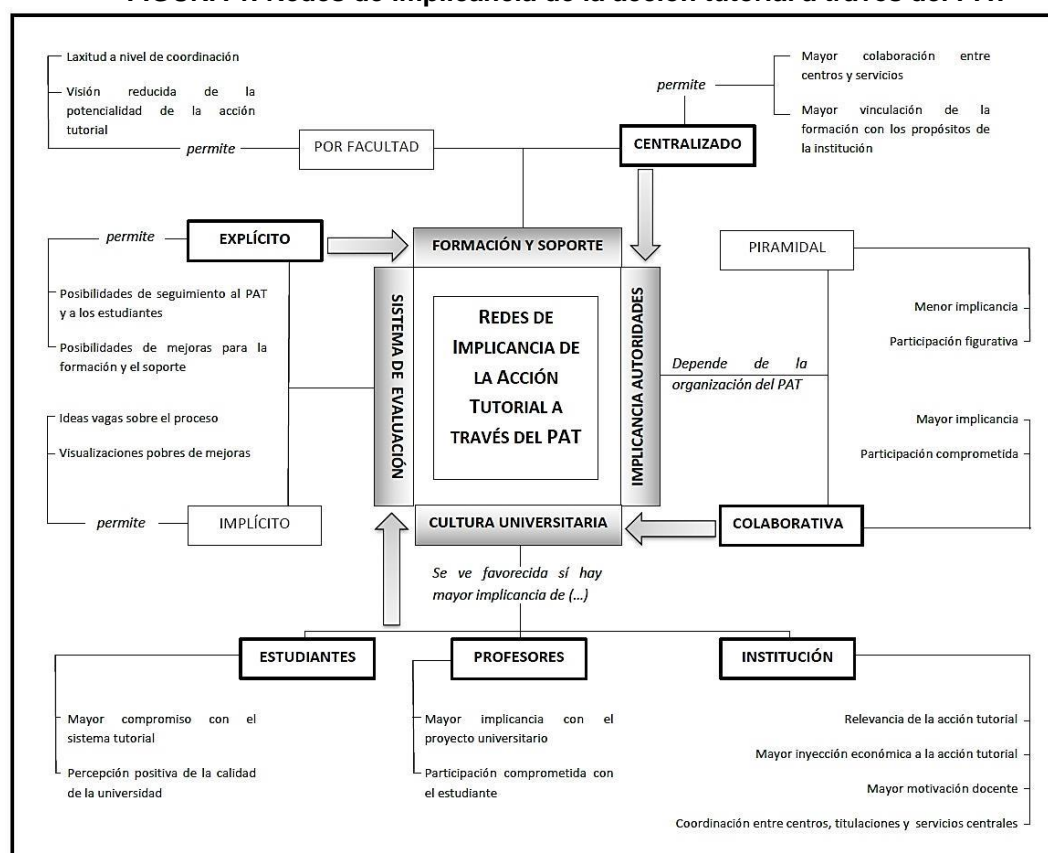 Laxitud a nivel de coordinación
Visión reducida de la
potencialidad de la acción
tutorial
permite
POR FACULTAD
Mayor colaboración entre
centros y servicios
permite
Mayor vinculación de la
formación con los propósitos de
la institución
CENTRALIZADO
permite
EXPLÍCITO
Posibilidades de seguimiento al PAT
y a los estudiantes
Posibilidades de mejoras para la
formación y el soporte
Ideas vagas sobre el proceso
Visualizaciones pobres de mejoras
permite
IMPLÍCITO
FORMACIÓN Y SOPORTE
SISTEMA DE EVALUACIÓN
REDES DE
IMPLICANCIA DE
LA ACCIÓN
TUTORIAL A
TRAVÉS DEL PAT
IMPLICANCIA AUTORIDADES
CULTURA UNIVERSITARIA
PIRAMIDAL
Menor implicancia
Participación figurativa
Depende de la
organización del PAT
Mayor implicancia
Participación comprometida
COLABORATIVA
Se ve favorecida sí hay
mayor implicancia de (...)
ESTUDIANTES
Mayor compromiso con el
sistema tutorial
Percepción positiva de la calidad
de la universidad
PROFESORES
Mayor implicancia con el
proyecto universitario
Participación comprometida con
el estudiante
INSTITUCIÓN
Relevancia de la acción tutorial
Mayor inyección económica a la acción tutorial
Mayor motivación docente
Coordinación entre centros, titulaciones y servicios centrales